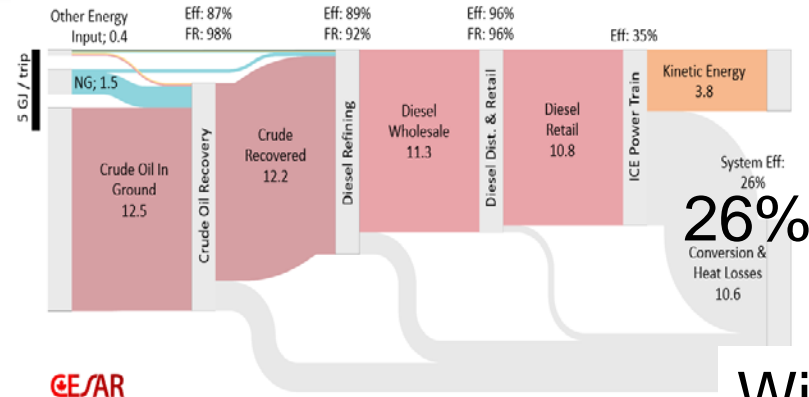 Other Energy
Input; 0.4
Eff: 87%
FR: 98%
Eff: 89%
FR: 92%
Eff: 96%
FR: 96%
Eff: 35%
5 GJ / trip
NG; 1.5
Crude Oil In
Ground
12.5
Crude Oil Recovery
Crude
Recovered
12.2
Diesel Refining
Diesel
Wholesale
11.3
Diesel Dist. & Retail
Diesel
Retail
10.8
ICE Power Train
Kinetic Energy
3.8
System Eff:
26%
26%
Conversion &
Heat Losses
10.6
CESAR
Wi